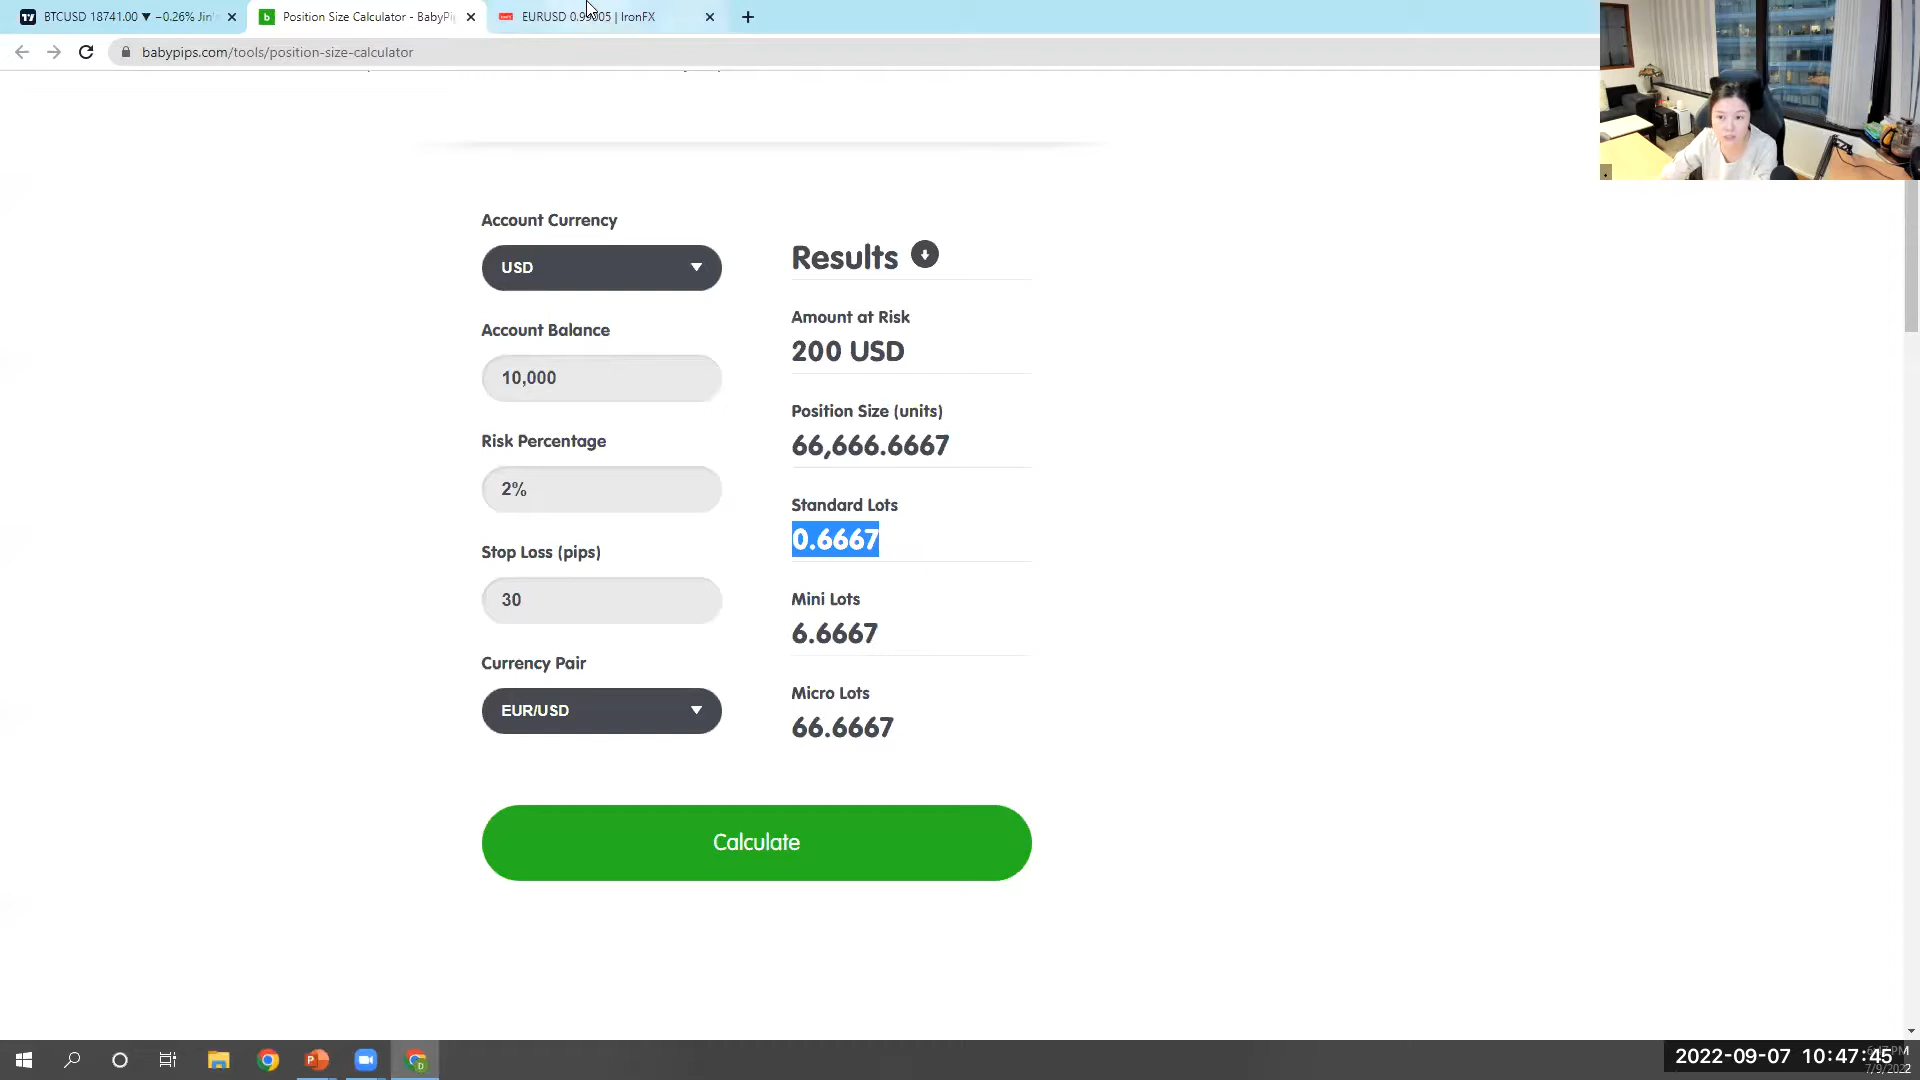 BTCUSD 18741.00 ▼ −0.26% Jin'
Position Size Calculator - BabyPi
| IronFX
babypips.com/tools/position-size-calculator
Account Currency
USD
Account Balance
10,000
Risk Percentage
2%
Stop Loss (pips)
30
Currency Pair
EUR/USD
Results
Amount at Risk
200 USD
Position Size (units)
66,666.6667
Standard Lots
0.6667
Mini Lots
6.6667
Micro Lots
66.6667
Calculate
2022-09-07 10:47:45